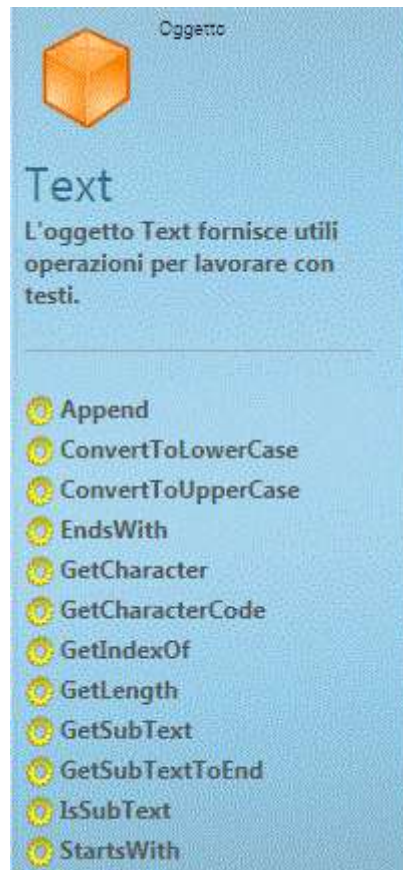 Oggetto
Text
L'oggetto Text fornisce utili
operazioni per lavorare con
testi.
Append
ConvertToLowerCase
ConvertToUpperCase
EndsWith
GetCharacter
GetCharacterCode
GetIndexOf
GetLength
GetSubText
GetSubTextToEnd
IsSubText
StartsWith